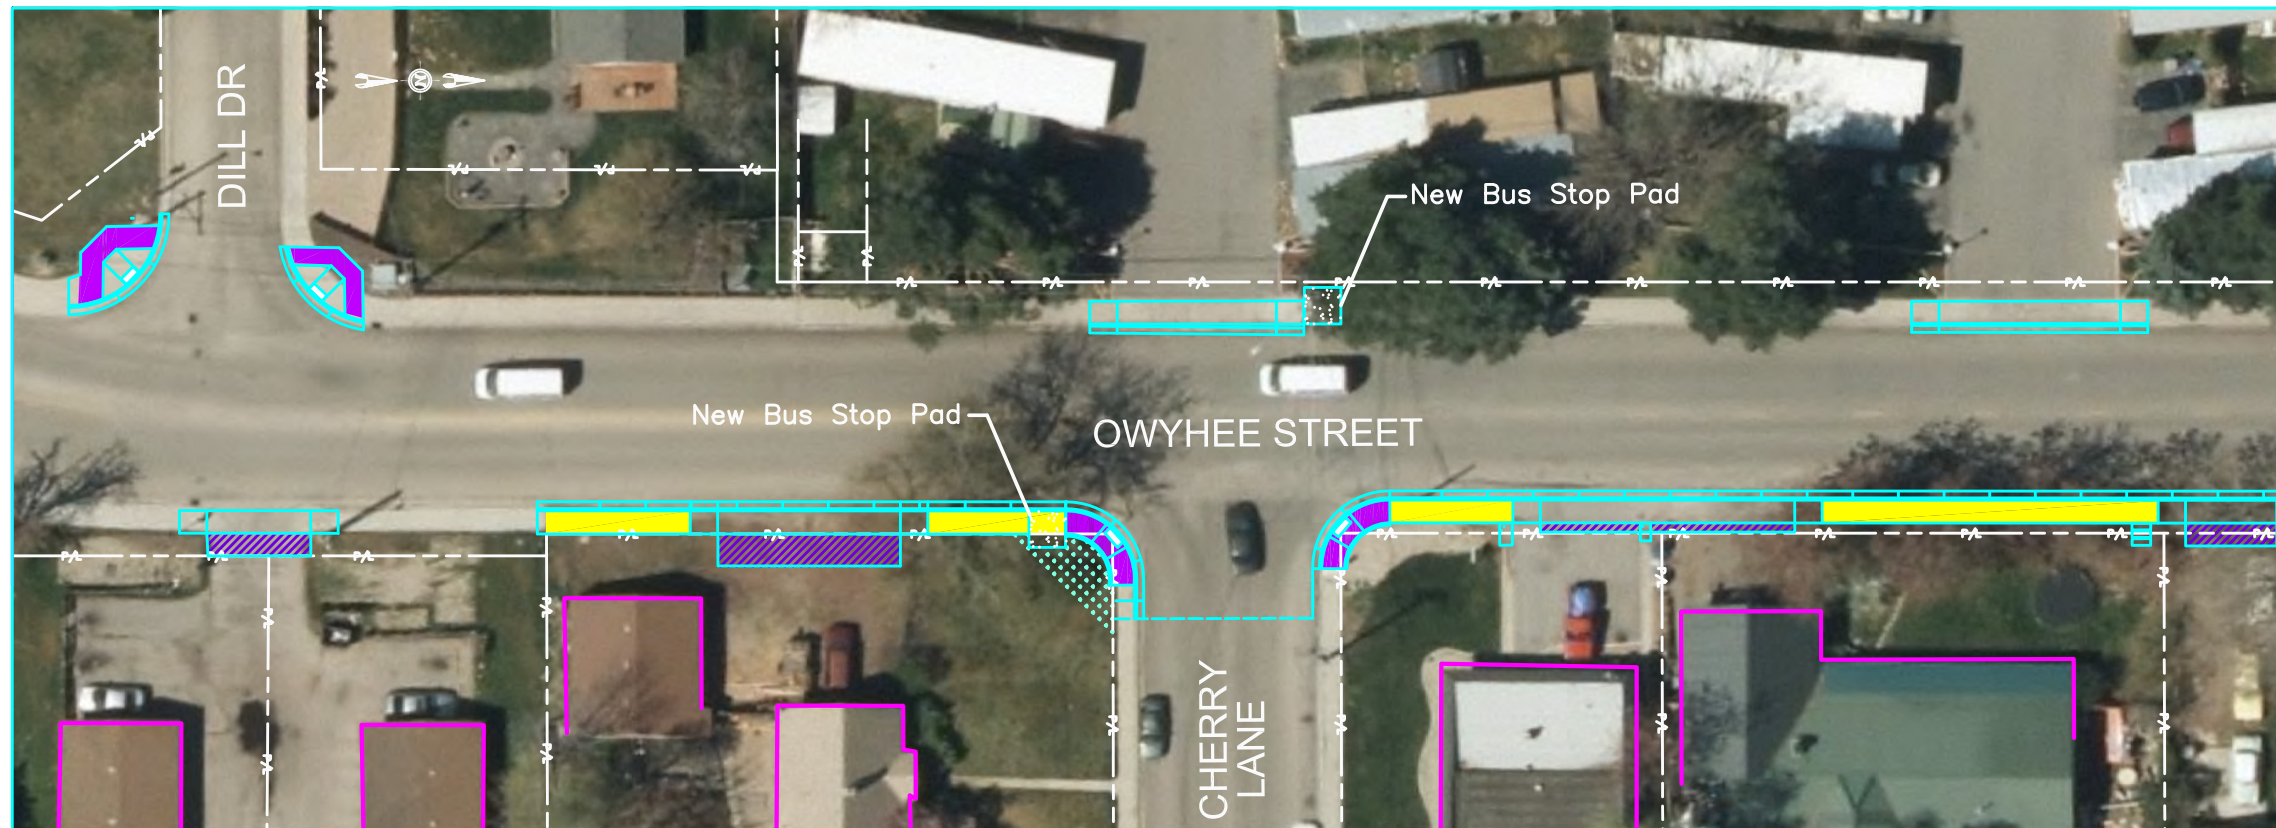 DILL DR
New Bus Stop Pad
New Bus Stop Pad
OWYHEE STREET
CHERRY
LANE